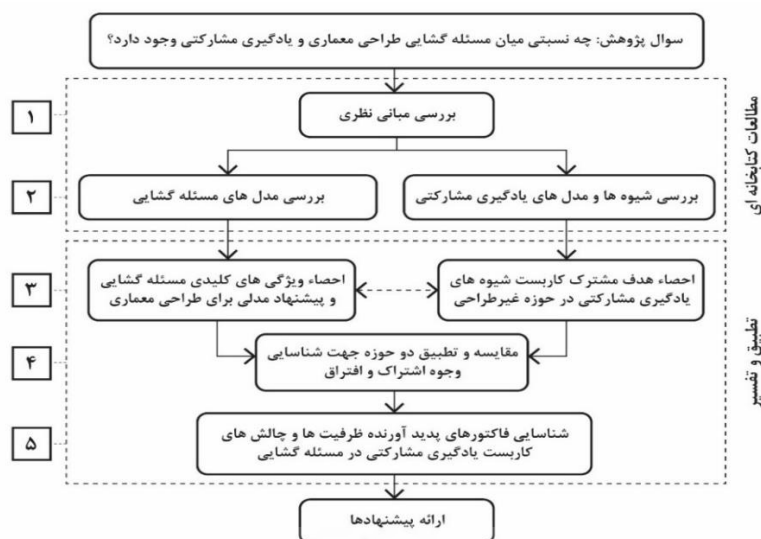 سوال پژوهش: چه نسبتی میان مسئله گشایی طراحی معماری و یادگیری مشارکتی وجود دارد؟
مطالعات کتابخانه ای
۱
بررسی مبانی نظری
۲
بررسی شیوه ها و مدل های یادگیری مشارکتی
بررسی مدل های مسئله گشایی
تطبیق و تفسیر
۳
احصاء هدف مشترک کاربست شیوه های
یادگیری مشارکتی در حوزه غیرطراحی
احصاء ویژگی های کلیدی مسئله گشایی
و پیشنهاد مدلی برای طراحی معماری
۴
مقایسه و تطبیق دو حوزه جهت شناسایی
وجوه اشتراک و افتراق
۵
شناسایی فاکتورهای پدید آورنده ظرفیت ها و چالش های
کاربست یادگیری مشارکتی در مسئله گشایی
ارائه پیشنهادها